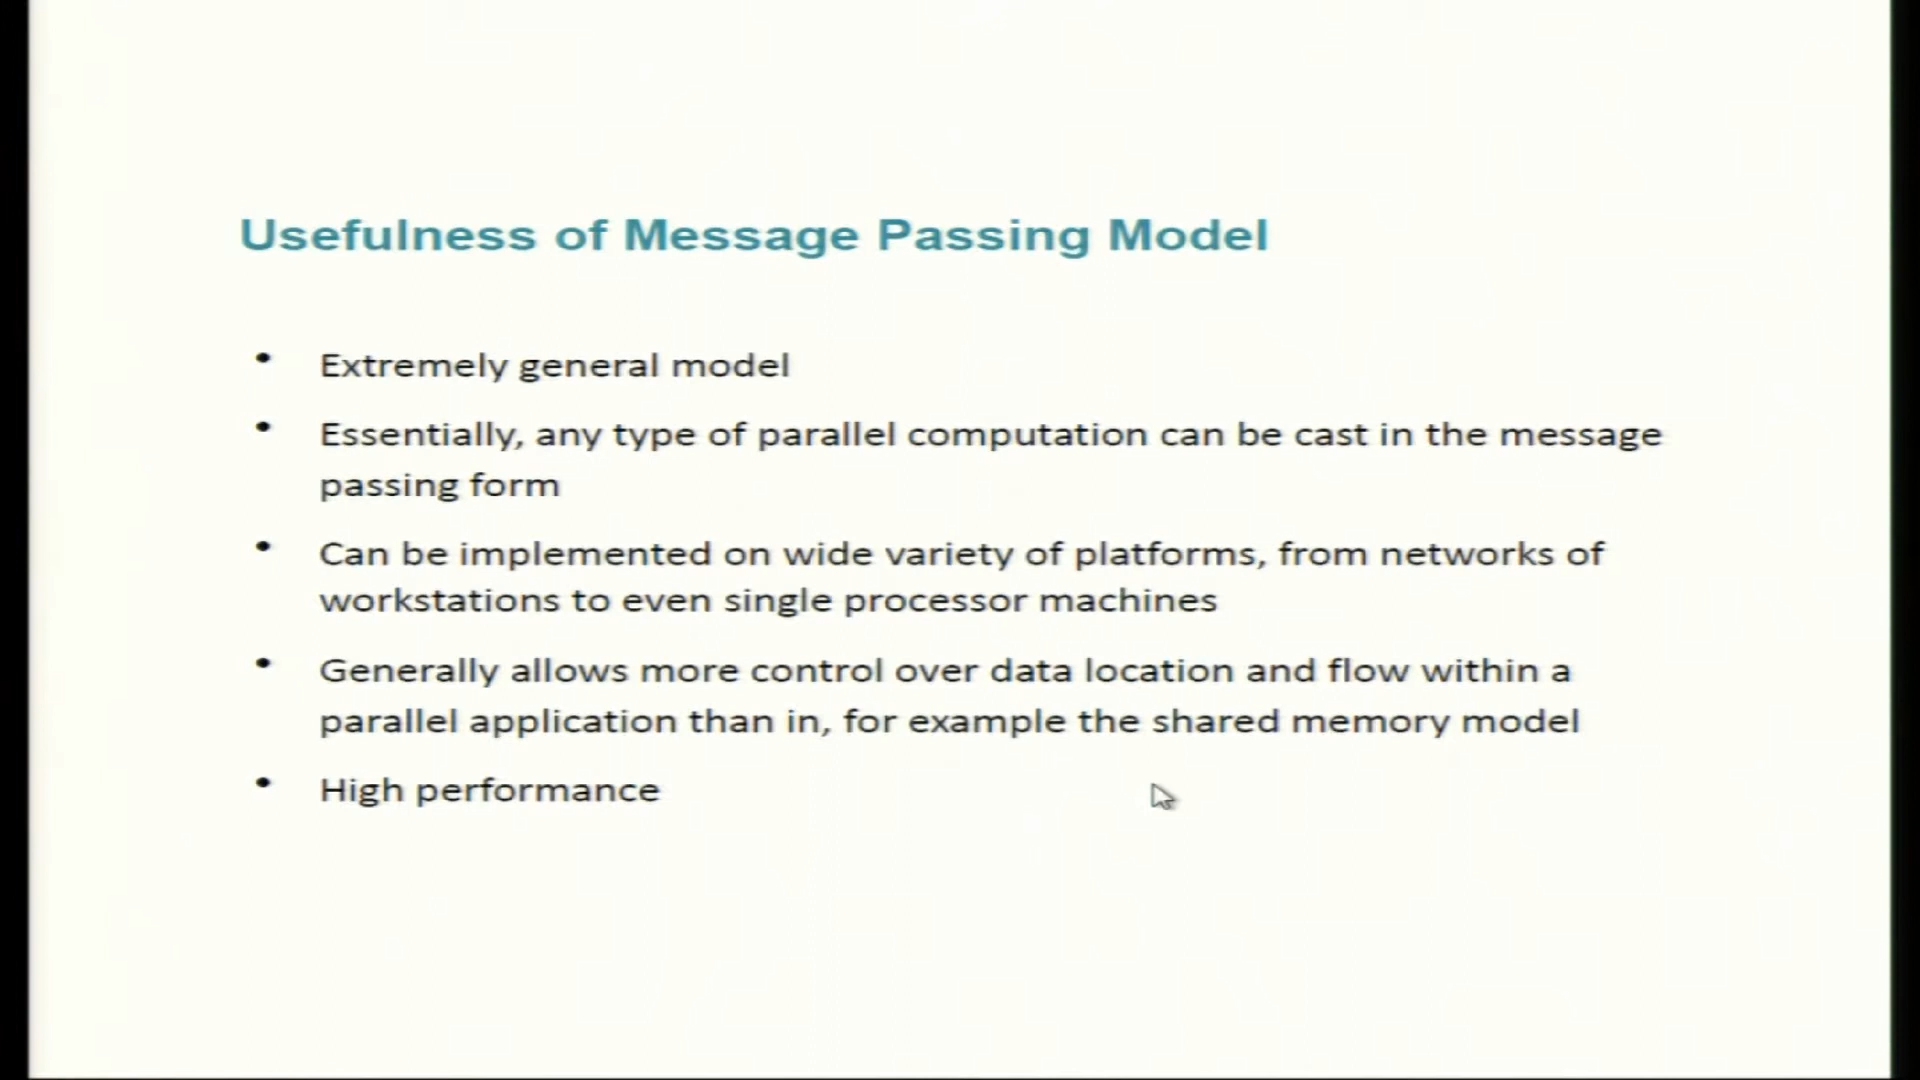 Usefulness of Message Passing Model
• Extremely general model
• Essentially, any type of parallel computation can be cast in the message
passing form
• Can be implemented on wide variety of platforms, from networks of
workstations to even single processor machines
• Generally allows more control over data location and flow within a
parallel application than in, for example the shared memory model
• High performance